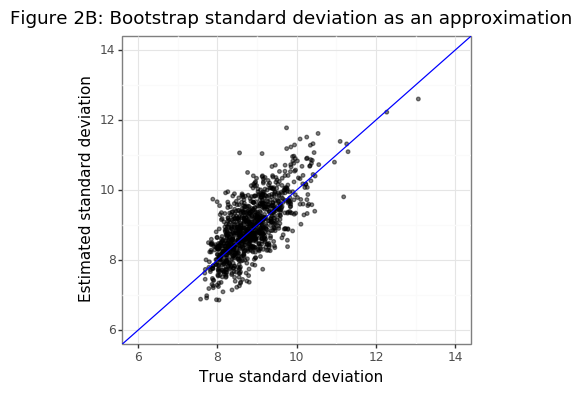 Figure 2B: Bootstrap standard deviation as an approximation
14
12
10
8
6
Estimated standard deviation
6 8 10 12 14
True standard deviation